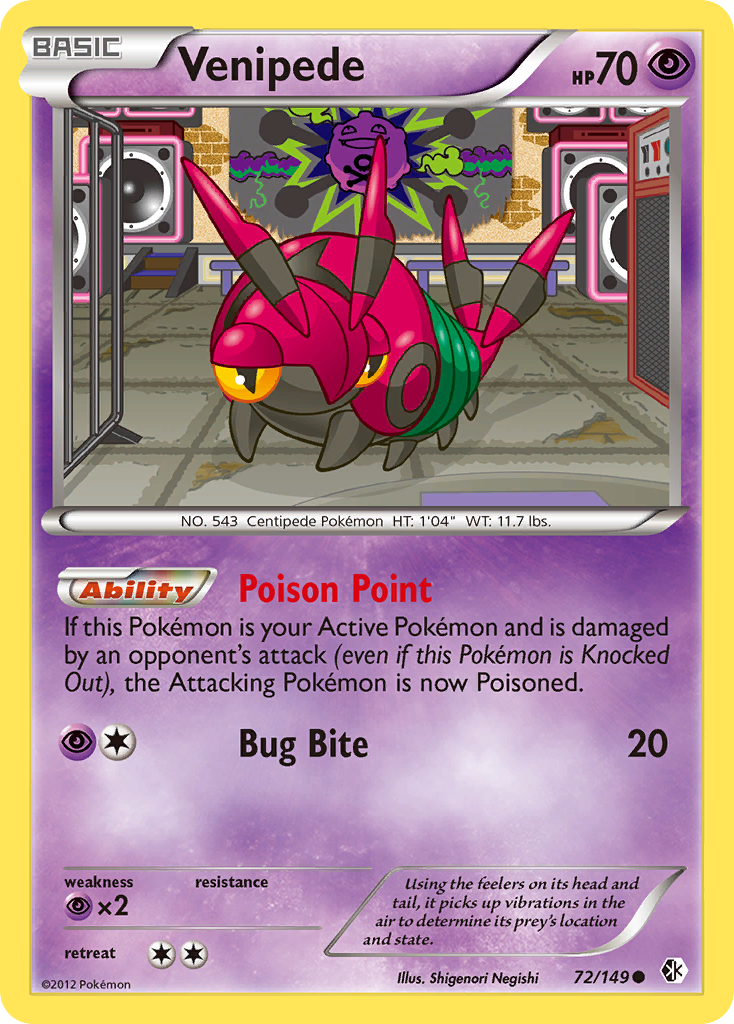 BASIC
Venipede
HP70
NO. 543 Centipede Pokémon HT: 1'04" WT: 11.7 lbs.
Ability Poison Point
If this Pokémon is your Active Pokémon and is damaged
by an opponent's attack (even if this Pokémon is Knocked
Out), the Attacking Pokémon is now Poisoned.
Bug Bite 20
weakness resistance
×2
retreat
Using the feelers on its head and
tail, it picks up vibrations in the
air to determine its prey's location
and state.
©2012 Pokémon
Illus. Shigenori Negishi
72/149